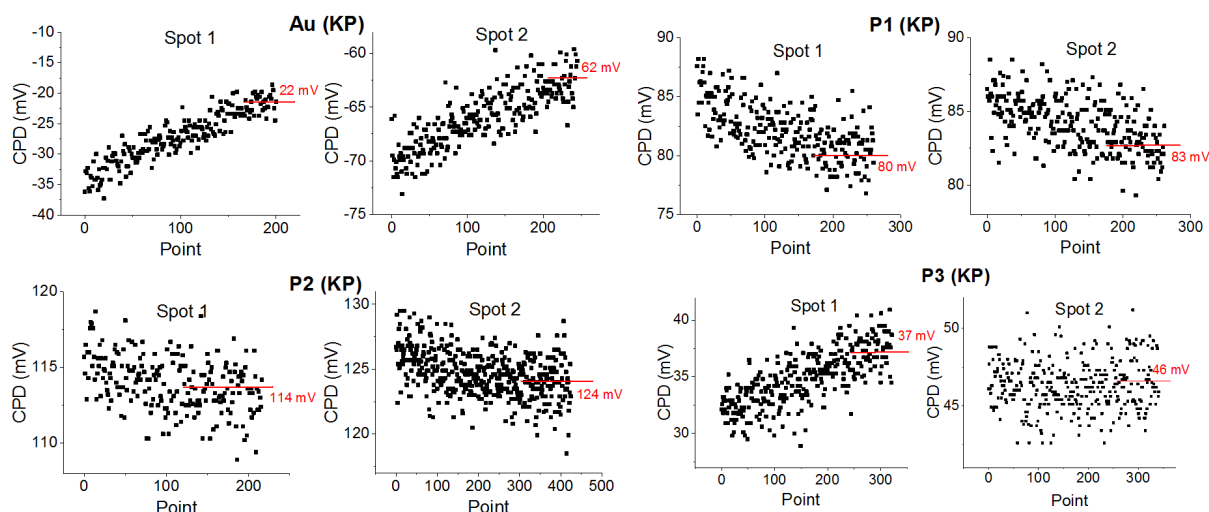 Au (KP)
Spot 1
CPD (mV)
-10
-15
-20
-25
-30
-35
-40
22 mV
0
100
200
Point
Spot 2
CPD (mV)
-60
-65
-70
-75
62 mV
0
100
200
Point
P1 (KP)
Spot 1
CPD (mV)
90
85
80
75
80 mV
0
100
200
300
Point
Spot 2
CPD (mV)
90
85
80
83 mV
0
100
200
300
Point
P2 (KP)
Spot 1
CPD (mV)
120
115
110
114 mV
0
100
200
Point
Spot 2
CPD (mV)
130
125
120
124 mV
0
100
200
300
400
500
Point
P3 (KP)
Spot 1
CPD (mV)
40
35
30
37 mV
0
100
200
300
Point
Spot 2
CPD (mV)
50
45
46 mV
0
100
200
300
Point